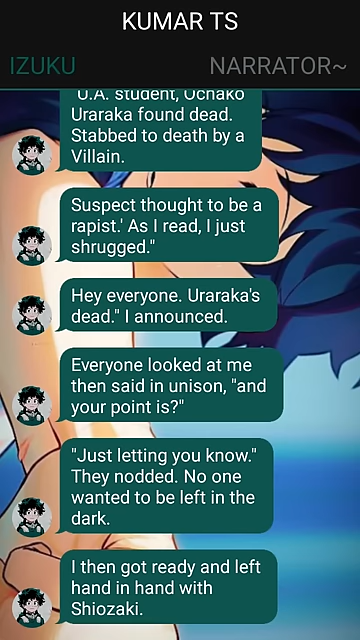 KUMAR TS
IZUKU NARRATOR~
"U.A. student, Ochako
Uraraka found dead.
Stabbed to death by a
Villain.
Suspect thought to be a
rapist.' As I read, I just
shrugged."
Hey everyone. Uraraka's
dead." I announced.
Everyone looked at me
then said in unison, "and
your point is?"
"Just letting you know."
They nodded. No one
wanted to be left in the
dark.
I then got ready and left
hand in hand with
Shiozaki.